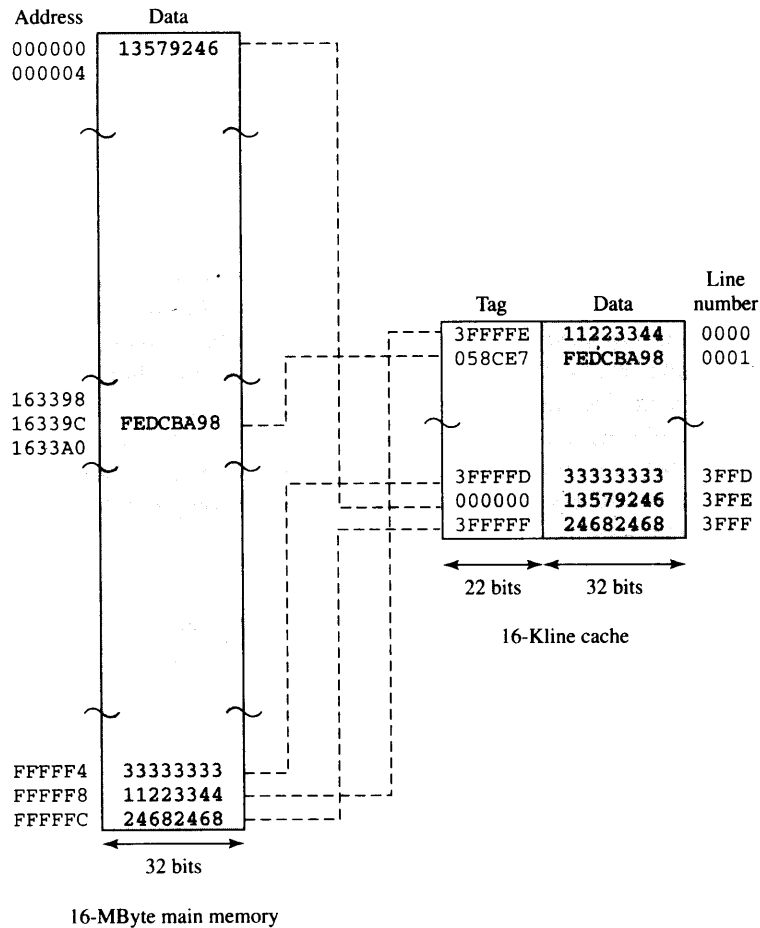 Address Data
000000 13579246
000004
Line
Tag Data number
3FFFFE 11223344 0000
058CE7 FEDCBA98 0001
163398
16339C FEDCBA98
1633A0
3FFFFD 33333333 3FFD
000000 13579246 3FFE
3FFFFF 24682468 3FFF
22 bits 32 bits
16-Kline cache
FFFFF4 33333333
FFFFF8 11223344
FFFFFC 24682468
32 bits
16-MByte main memory